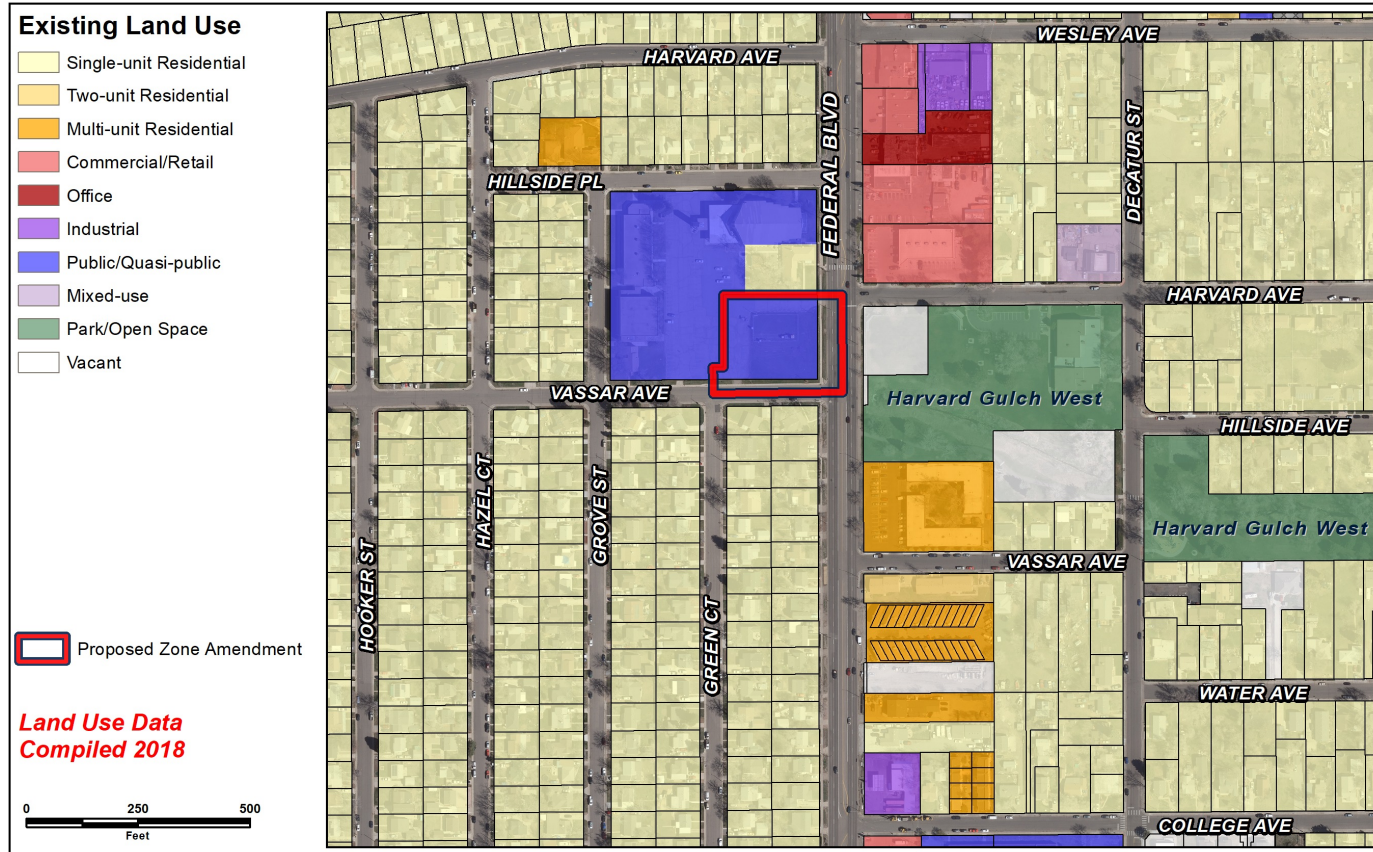 Existing Land Use
Single-unit Residential
Two-unit Residential
Multi-unit Residential
Commercial/Retail
Office
Industrial
Public/Quasi-public
Mixed-use
Park/Open Space
Vacant
Proposed Zone Amendment
Land Use Data
Compiled 2018
0 250 500
Feet
WESLEY AVE
HARVARD AVE
FEDERAL BLVD
DECATUR ST
HILLSIDE PL
HARVARD AVE
VASSAR AVE
Harvard Gulch West
HILLSIDE AVE
HAZEL CT
GROVE ST
Harvard Gulch West
HOOKER ST
VASSAR AVE
GREEN CT
WATER AVE
COLLEGE AVE